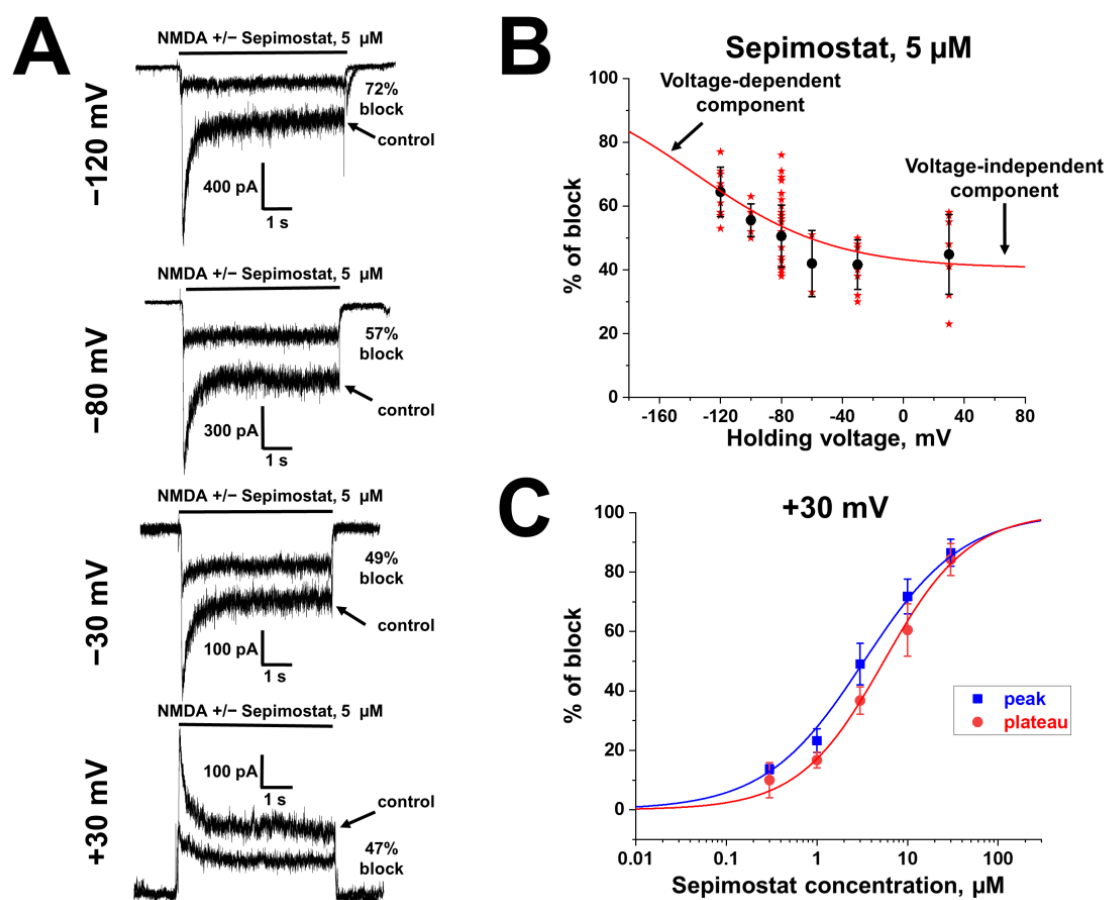 A
−120 mV
NMDA +/− Sepimostat, 5 µM
72%
block
control
400 pA
1 s
−80 mV
NMDA +/− Sepimostat, 5 µM
57%
block
control
300 pA
1 s
−30 mV
NMDA +/− Sepimostat, 5 µM
49%
block
control
100 pA
1 s
+30 mV
NMDA +/− Sepimostat, 5 µM
100 pA
1 s
control
47%
block
B
Sepimostat, 5 µM
Voltage-dependent
component
Voltage-independent
component
% of block
100
80
60
40
20
0
-160 -120 -80 -40 0 40 80
Holding voltage, mV
C
+30 mV
% of block
100
80
60
40
20
0
peak
plateau
0.01 0.1 1 10 100
Sepimostat concentration, µM